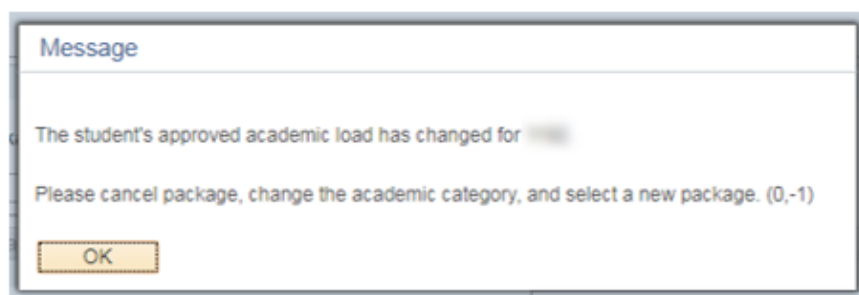 Message
The student's approved academic load has changed for
Please cancel package, change the academic category, and select a new package. (0,-1)
OK